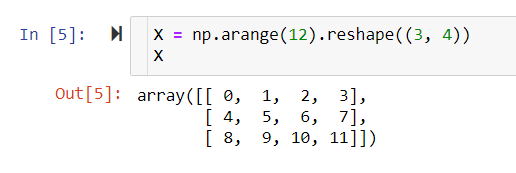 In [5]: X = np.arange(12).reshape((3, 4))
X
Out[5]: array([[ 0,  1,  2,  3],
       [ 4,  5,  6,  7],
       [ 8,  9, 10, 11]])